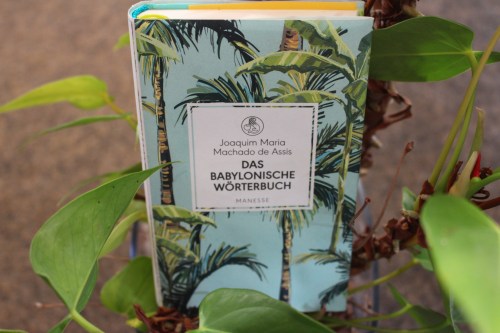 Joaquim Maria
Machado de Assis
DAS
BABYLONISCHE
WÖRTERBUCH
MANESSE